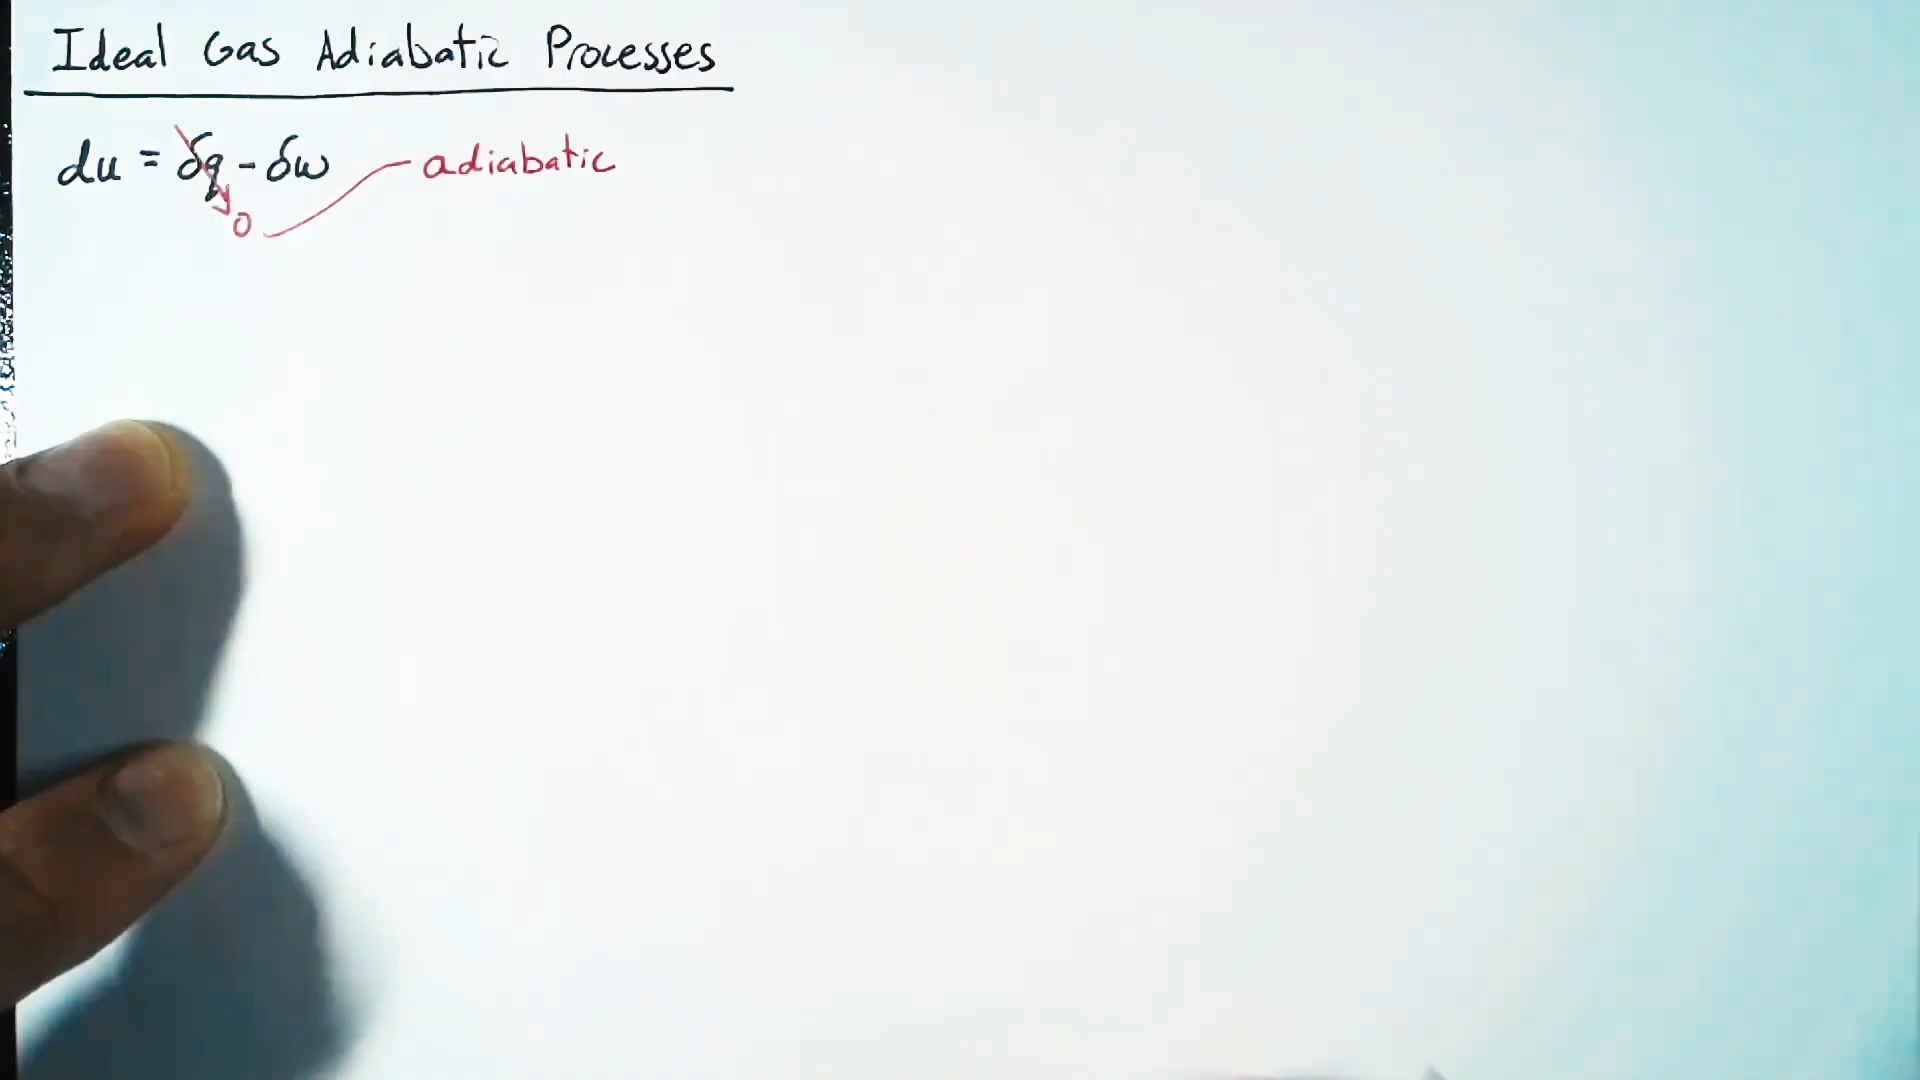 Ideal Gas Adiabatic Processes
du = δq - δw adiabatic
0